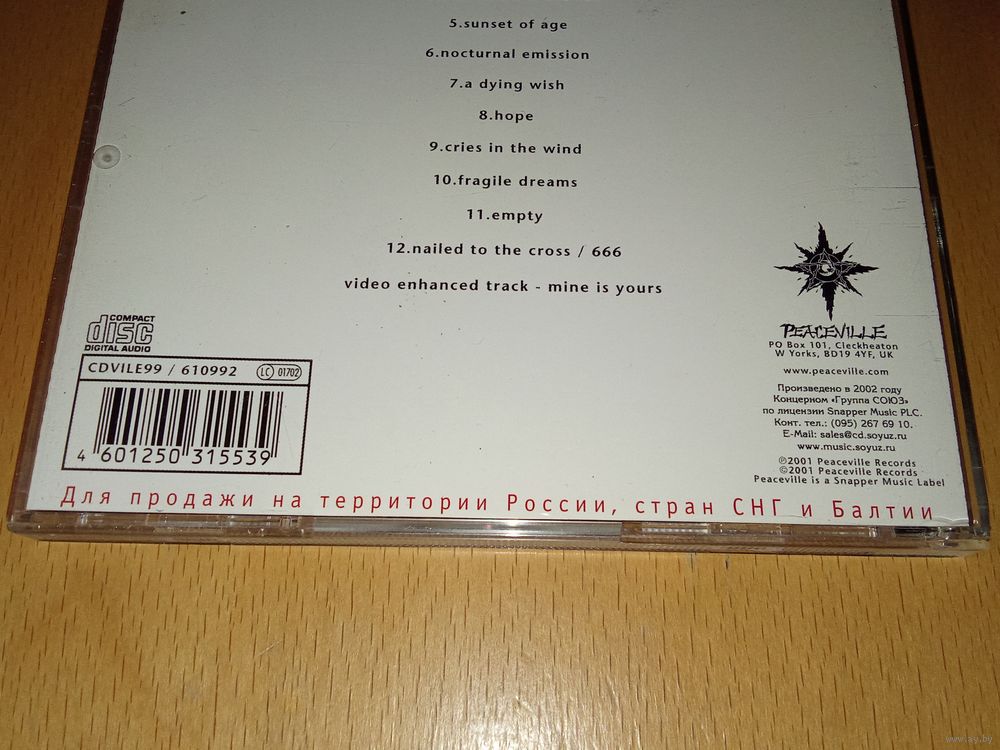 5.sunset of age
6.nocturnal emission
7.a dying wish
8.hope
9.cries in the wind
10.fragile dreams
11.empty
12.nailed to the cross / 666
video enhanced track - mine is yours
COMPACT
disc
DIGITAL AUDIO
CDVILE99 / 610992 LC 01702
4 601250 315539
PEACEVILLE
PO Box 101, Cleckheaton
W Yorks, BD19 4YF, UK
www.peaceville.com
Произведено в 2002 году
Концерном «Группа СОЮЗ»
по лицензии Snapper Music PLC.
Конт. тел.: (095) 267 69 10.
E-Mail: sales@cd.soyuz.ru
www.music.soyuz.ru
℗2001 Peaceville Records
©2001 Peaceville Records
Peaceville is a Snapper Music Label
Для продажи на территории России, стран СНГ и Балтии
www.ay.by